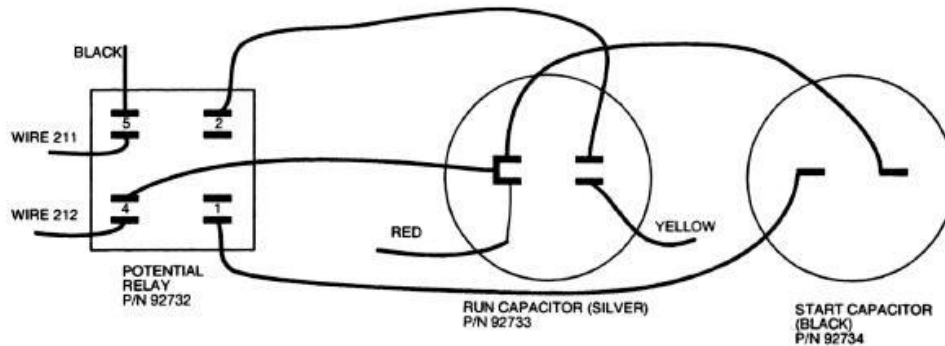 BLACK
5
2
WIRE 211
4
1
WIRE 212
RED
YELLOW
POTENTIAL
RELAY
P/N 92732
RUN CAPACITOR (SILVER)
P/N 92733
START CAPACITOR
(BLACK)
P/N 92734